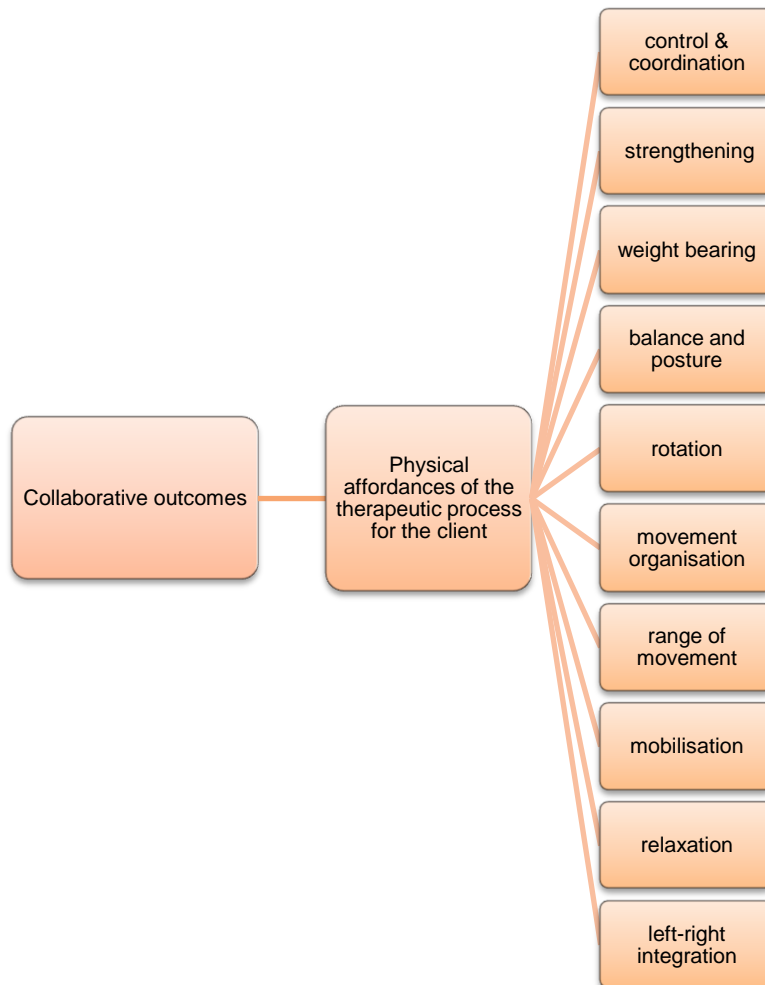 Collaborative outcomes
Physical
affordances of the
therapeutic process
for the client
control &
coordination
strengthening
weight bearing
balance and
posture
rotation
movement
organisation
range of
movement
mobilisation
relaxation
left-right
integration